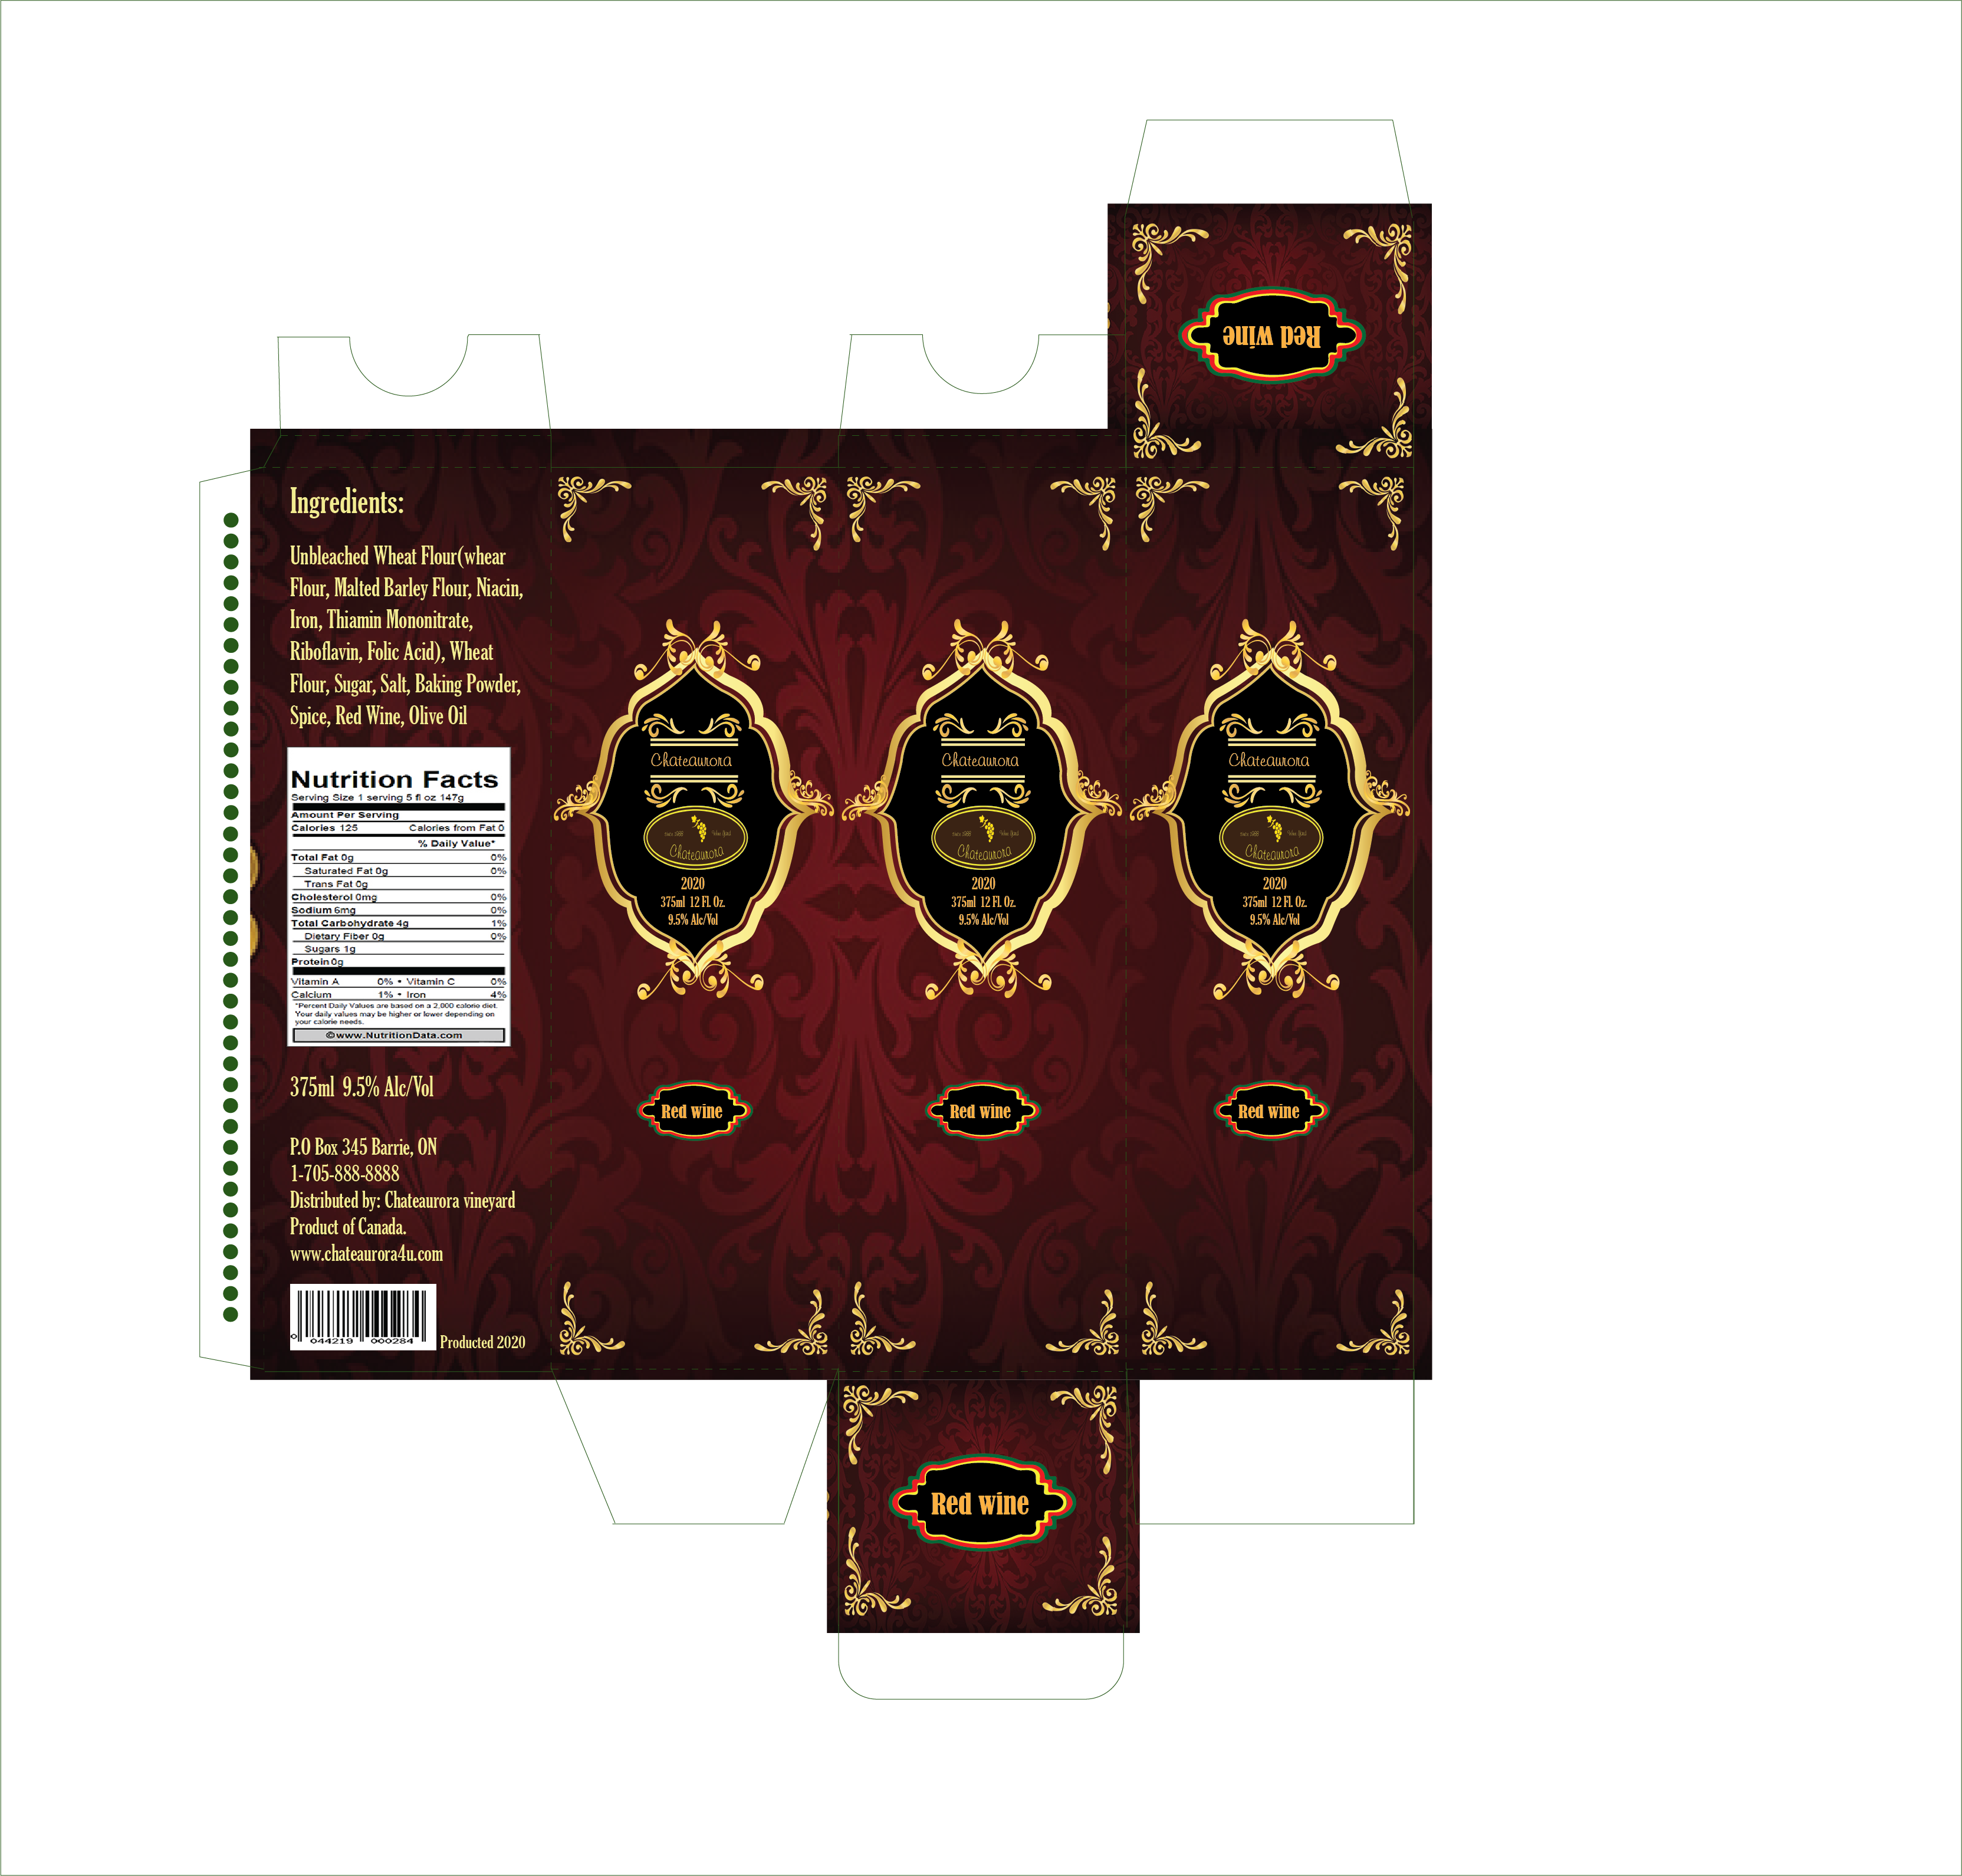 Red wine
Ingredients:
Unbleached Wheat Flour(whear
Flour, Malted Barley Flour, Niacin,
Iron, Thiamin Mononitrate,
Riboflavin, Folic Acid), Wheat
Flour, Sugar, Salt, Baking Powder,
Spice, Red Wine, Olive Oil
Nutrition Facts
Serving Size 1 serving 5 fl oz 147g
Amount Per Serving
Calories 125 Calories from Fat 0
% Daily Value*
Total Fat 0g 0%
Saturated Fat 0g 0%
Trans Fat 0g
Cholesterol 0mg 0%
Sodium 6mg 0%
Total Carbohydrate 4g 1%
Dietary Fiber 0g 0%
Sugars 1g
Protein 0g
Vitamin A 0% • Vitamin C 0%
Calcium 1% • Iron 4%
*Percent Daily Values are based on a 2,000 calorie diet.
Your daily values may be higher or lower depending on
your calorie needs.
©www.NutritionData.com
375ml 9.5% Alc/Vol
P.O Box 345 Barrie, ON
1-705-888-8888
Distributed by: Chateaurora vineyard
Product of Canada.
www.chateaurora4u.com
0 044219 000284
Producted 2020
Chateaurora
Chateaurora
2020
375ml 12 Fl. Oz.
9.5% Alc/Vol
Red wine
Chateaurora
Chateaurora
2020
375ml 12 Fl. Oz.
9.5% Alc/Vol
Red wine
Chateaurora
Chateaurora
2020
375ml 12 Fl. Oz.
9.5% Alc/Vol
Red wine
Red wine